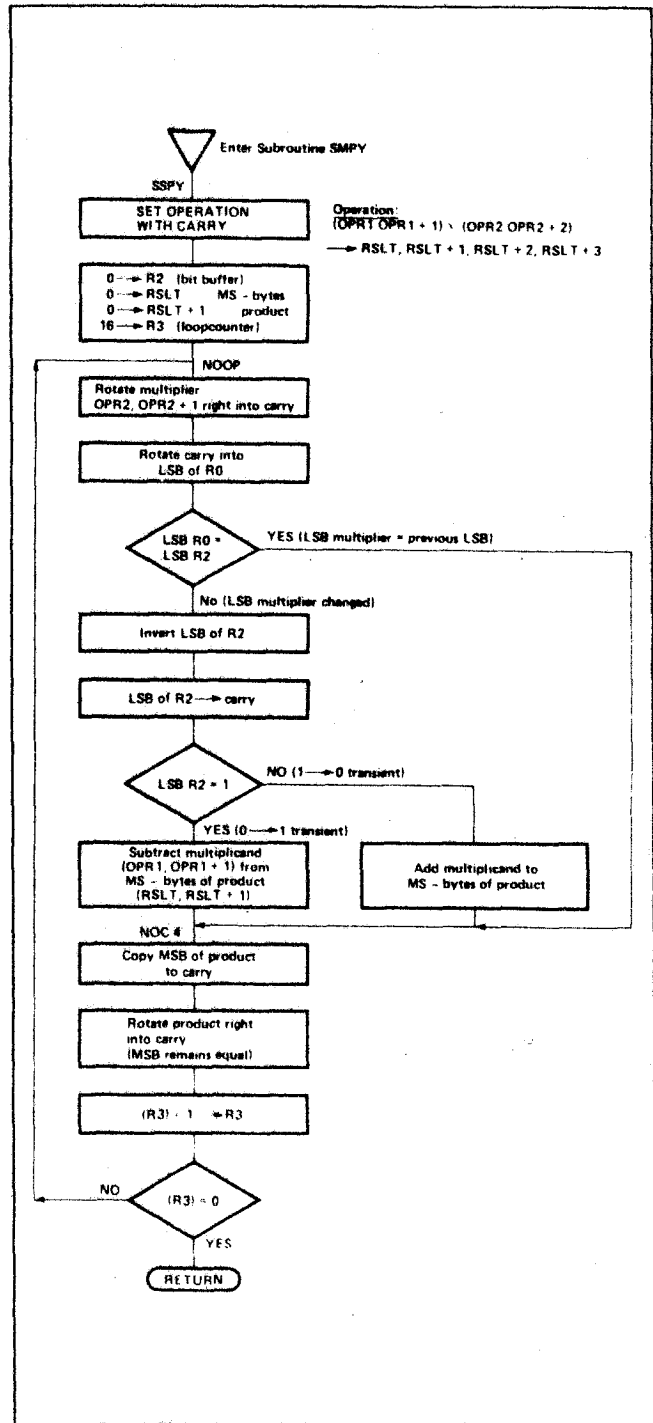 Enter Subroutine SMPY
SSPY
SET OPERATION
WITH CARRY
Operation:
(OPR1 OPR1 + 1) \ (OPR2 OPR2 + 2)
→ RSLT, RSLT + 1, RSLT + 2, RSLT + 3
0 → R2 (bit buffer)
0 → RSLT MS - bytes
0 → RSLT + 1 product
16 → R3 (loopcounter)
NOOP
Rotate multiplier
OPR2, OPR2 + 1 right into carry
Rotate carry into
LSB of R0
LSB R0 =
LSB R2
YES (LSB multiplier = previous LSB)
No (LSB multiplier changed)
Invert LSB of R2
LSB of R2 → carry
LSB R2 = 1
NO (1 → 0 transient)
YES (0 → 1 transient)
Subtract multiplicand
(OPR1, OPR1 + 1) from
MS - bytes of product
(RSLT, RSLT + 1)
Add multiplicand to
MS - bytes of product
NOC 4
Copy MSB of product
to carry
Rotate product right
into carry
(MSB remains equal)
(R3) - 1 → R3
(R3) = 0
NO
YES
RETURN